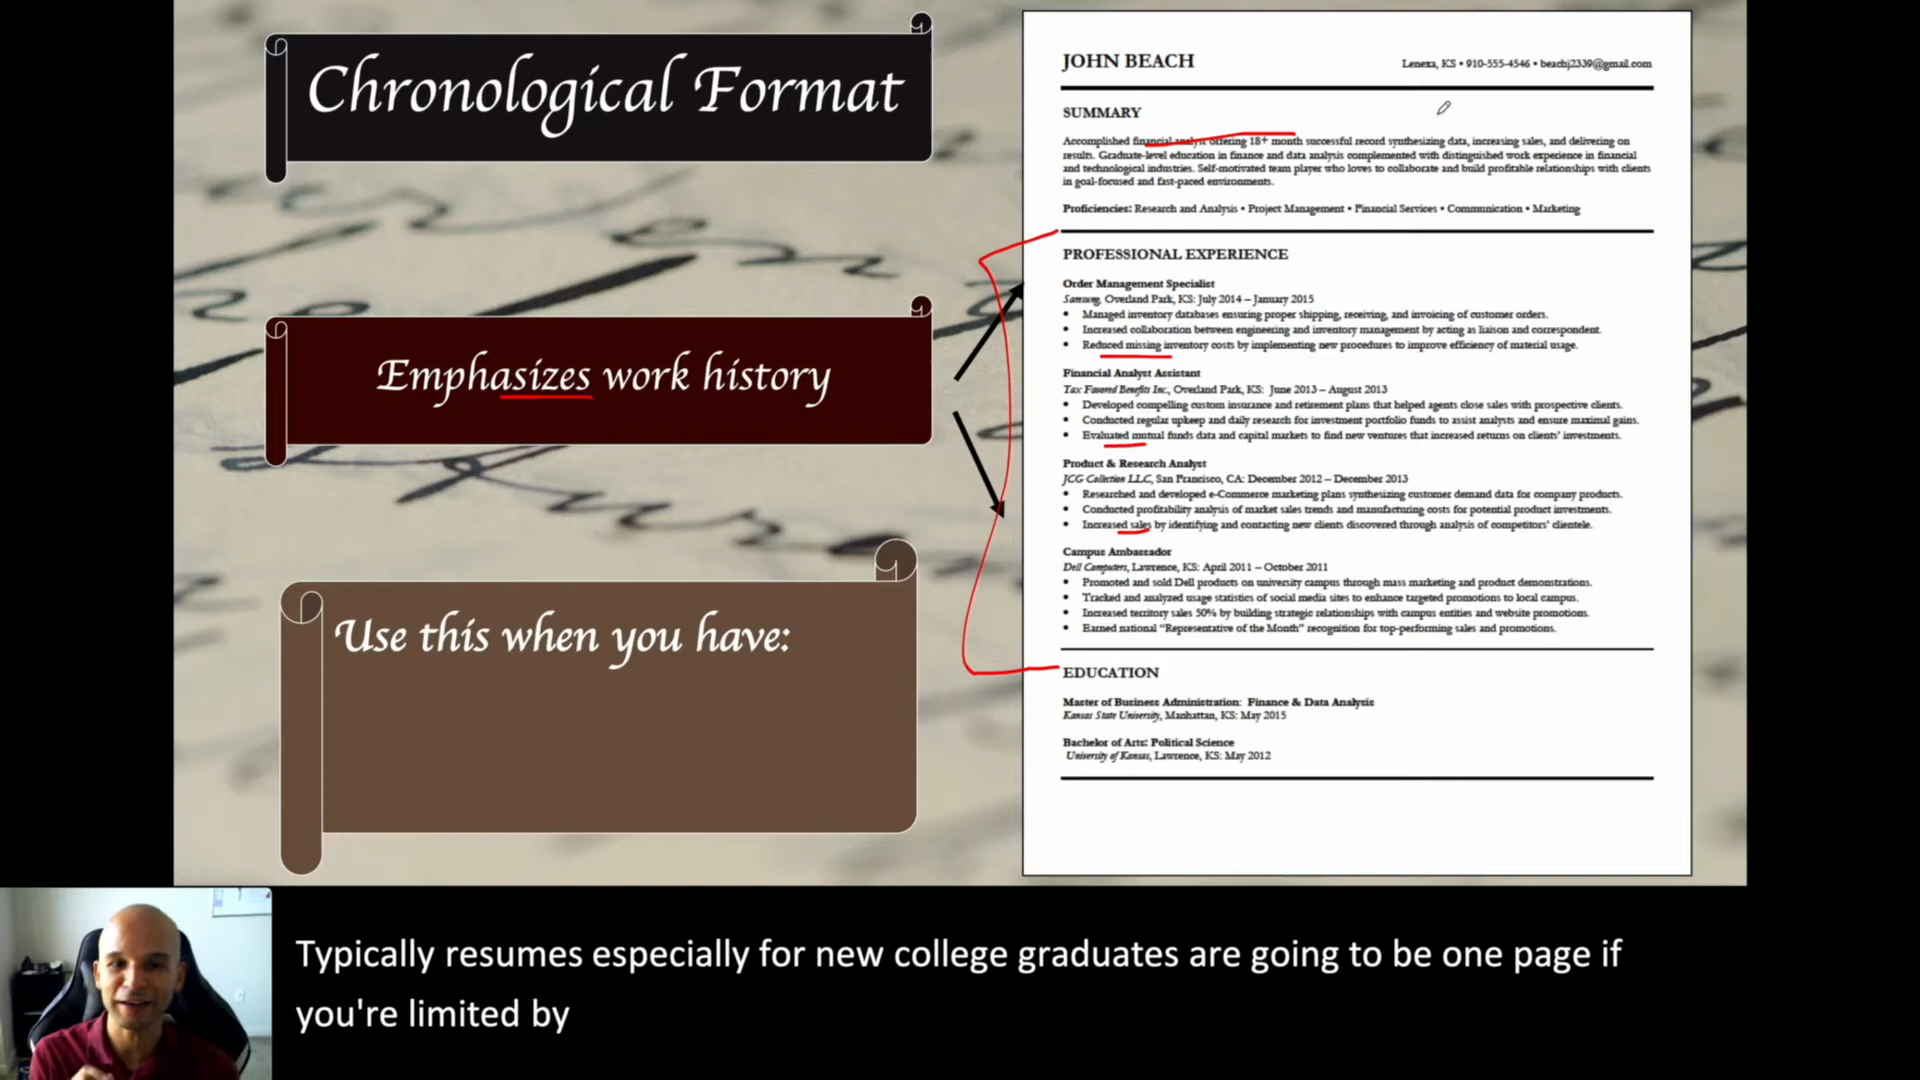 Chronological Format
Emphasizes work history
Use this when you have:
JOHN BEACH
Lenexa, KS • 910-555-4546 • beachj2339@gmail.com
SUMMARY
Accomplished financial analyst offering 18+ month successful record synthesizing data, increasing sales, and delivering on
results. Graduate-level education in finance and data analysis complemented with distinguished work experience in financial
and technological industries. Self-motivated team player who loves to collaborate and build profitable relationships with clients
in goal-focused and fast-paced environments.
Proficiencies: Research and Analysis • Project Management • Financial Services • Communication • Marketing
PROFESSIONAL EXPERIENCE
Order Management Specialist
Samsung, Overland Park, KS: July 2014 – January 2015
• Managed inventory databases ensuring proper shipping, receiving, and invoicing of customer orders.
• Increased collaboration between engineering and inventory management by acting as liaison and correspondent.
• Reduced missing inventory costs by implementing new procedures to improve efficiency of material usage.
Financial Analyst Assistant
Tax Favored Benefits Inc., Overland Park, KS: June 2013 – August 2013
• Developed compelling custom insurance and retirement plans that helped agents close sales with prospective clients.
• Conducted regular upkeep and daily research for investment portfolio funds to assist analysts and ensure maximal gains.
• Evaluated mutual funds data and capital markets to find new ventures that increased returns on clients' investments.
Product & Research Analyst
JCG Collection LLC, San Francisco, CA: December 2012 – December 2013
• Researched and developed e-Commerce marketing plans synthesizing customer demand data for company products.
• Conducted profitability analysis of market sales trends and manufacturing costs for potential product investments.
• Increased sales by identifying and contacting new clients discovered through analysis of competitors' clientele.
Campus Ambassador
Dell Computers, Lawrence, KS: April 2011 – October 2011
• Promoted and sold Dell products on university campus through mass marketing and product demonstrations.
• Tracked and analyzed usage statistics of social media sites to enhance targeted promotions to local campus.
• Increased territory sales 50% by building strategic relationships with campus entities and website promotions.
• Earned national “Representative of the Month” recognition for top-performing sales and promotions.
EDUCATION
Master of Business Administration: Finance & Data Analysis
Kansas State University, Manhattan, KS: May 2015
Bachelor of Arts: Political Science
University of Kansas, Lawrence, KS: May 2012
Typically resumes especially for new college graduates are going to be one page if
you're limited by